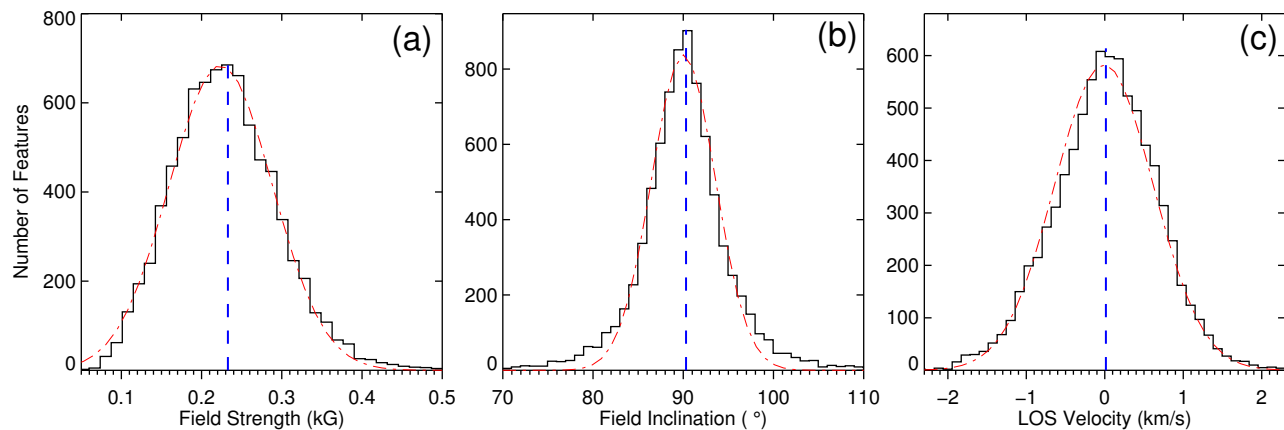 (a)
Number of Features
800
600
400
200
0
0.1 0.2 0.3 0.4 0.5
Field Strength (kG)
(b)
800
600
400
200
0
70 80 90 100 110
Field Inclination ( °)
(c)
600
500
400
300
200
100
0
−2 −1 0 1 2
LOS Velocity (km/s)